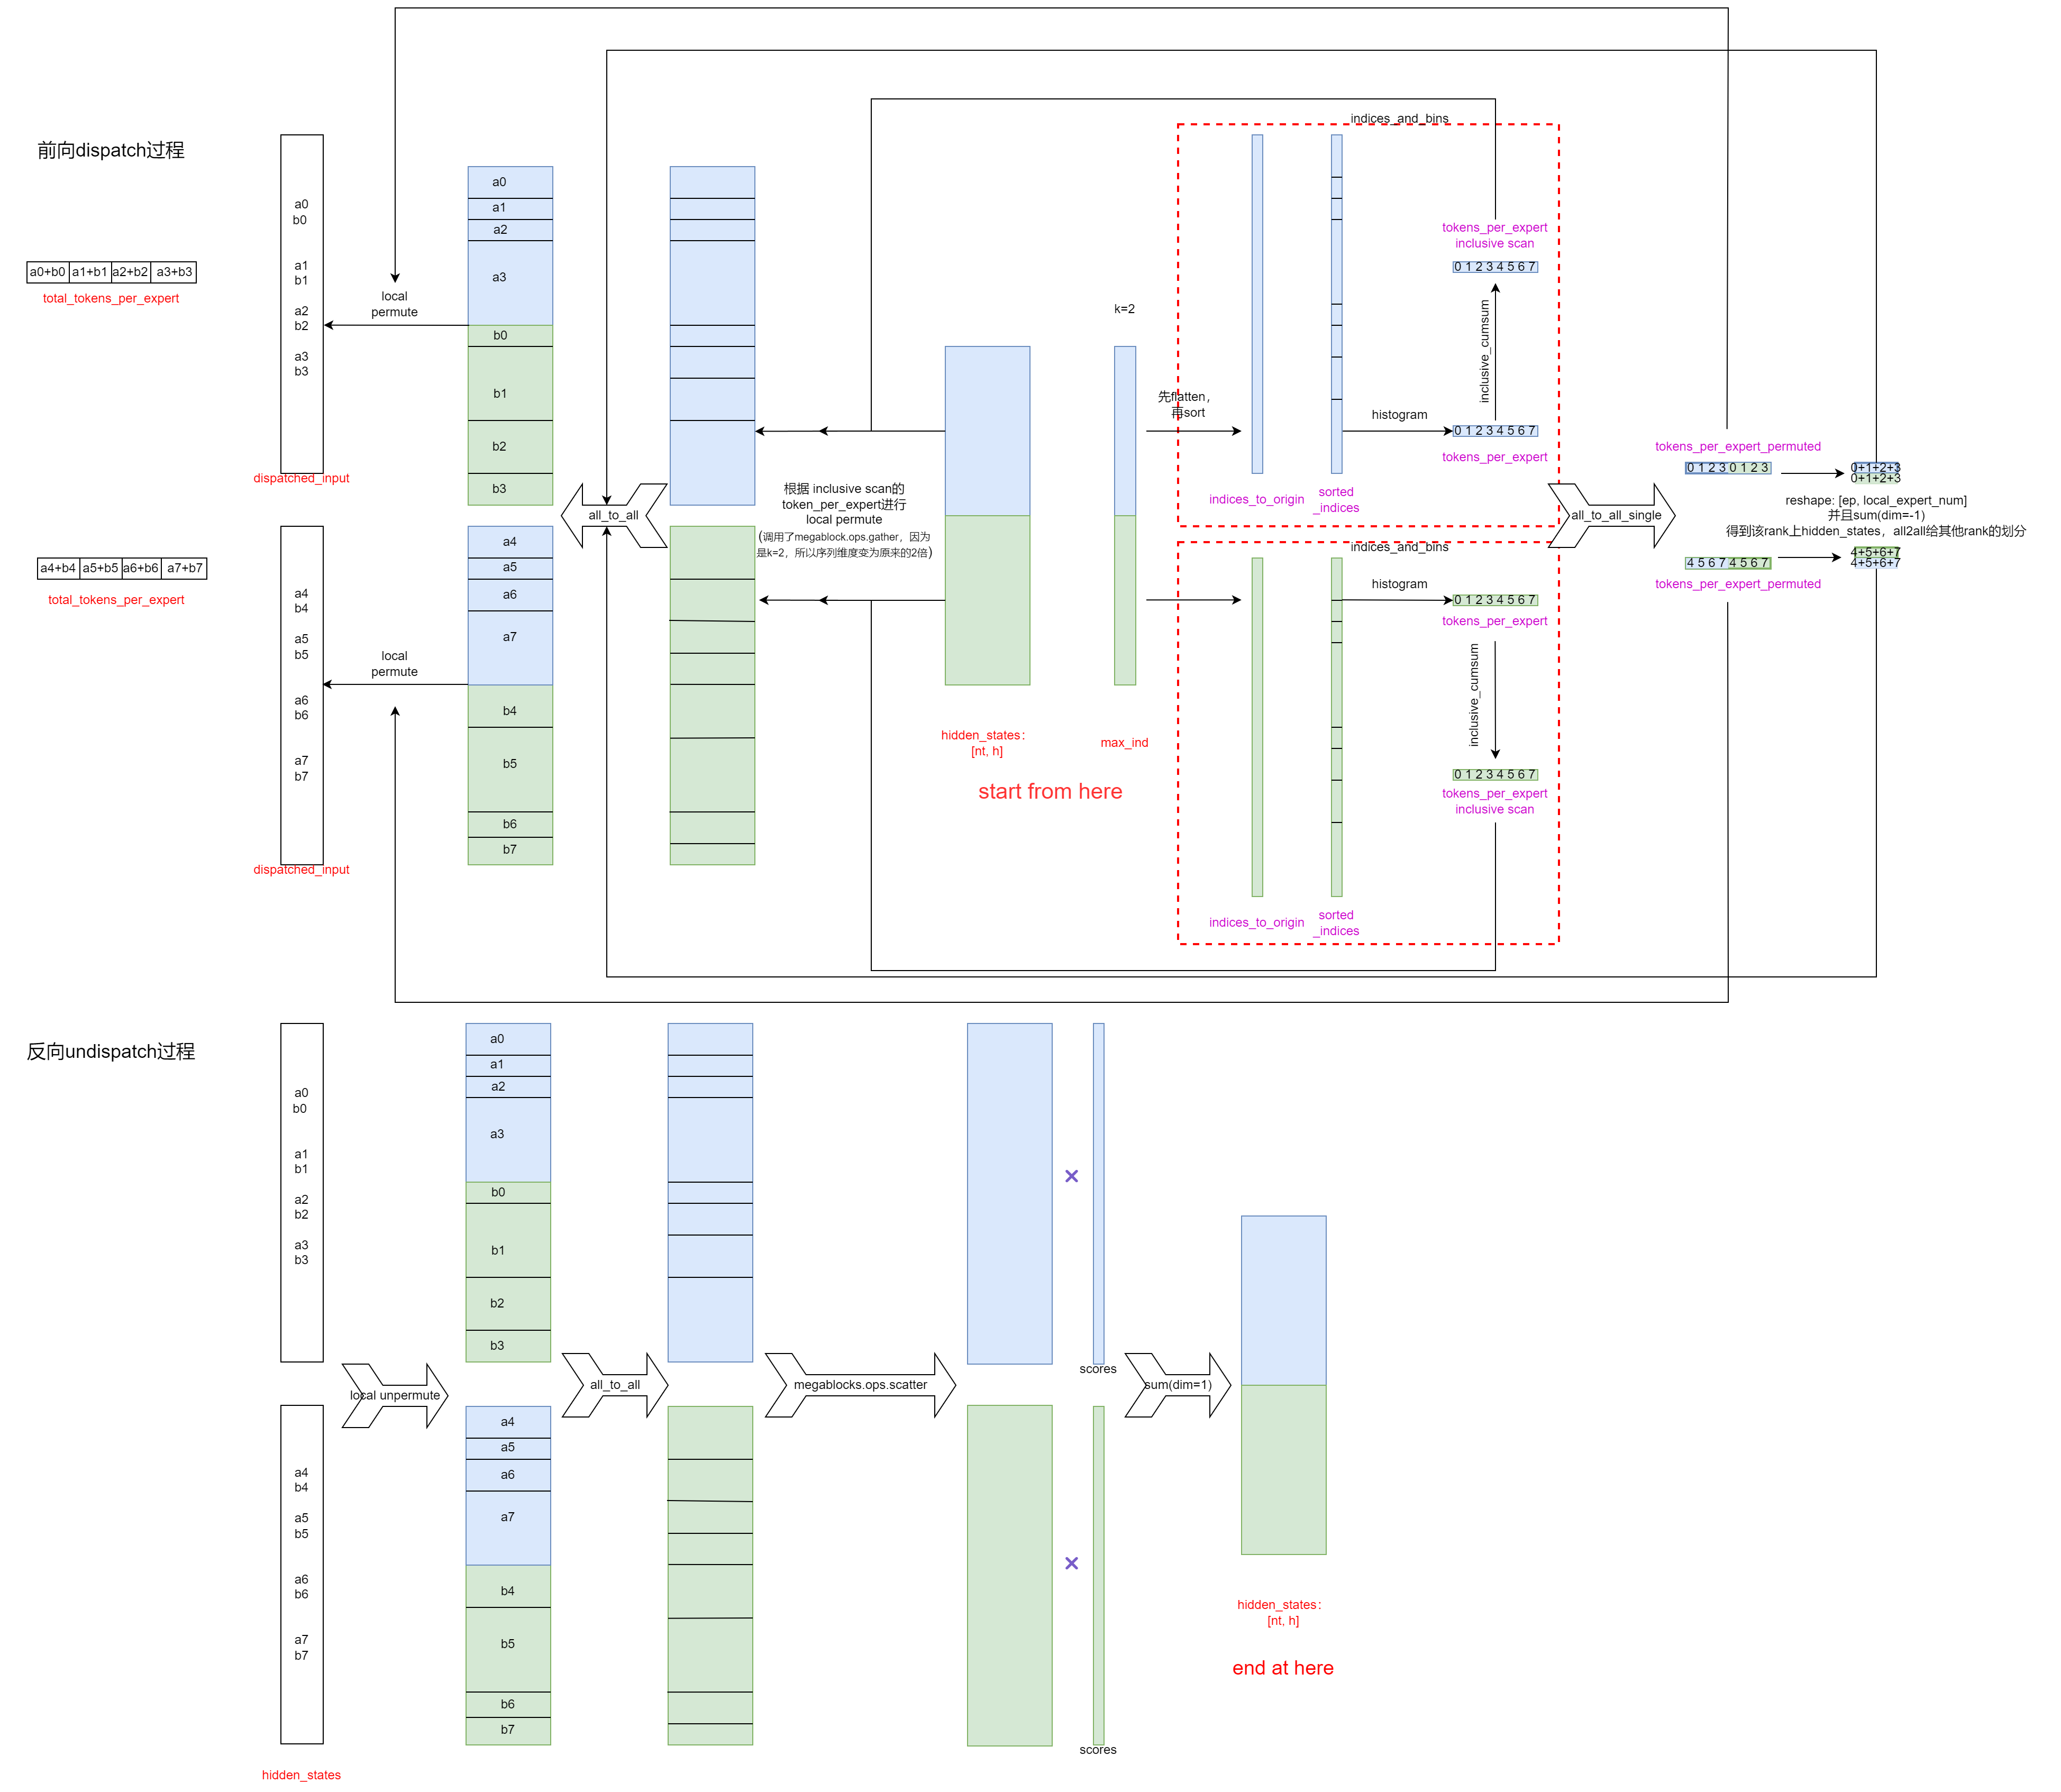 前向dispatch过程
a0+b0 a1+b1 a2+b2 a3+b3
total_tokens_per_expert
a0
b0
a1
b1
a2
b2
a3
b3
dispatched_input
local
permute
a0
a1
a2
a3
b0
b1
b2
b3
all_to_all
根据 inclusive scan的
token_per_expert进行
local permute
(调用了megablock.ops.gather，因为
是k=2，所以序列维度变为原来的2倍)
k=2
先flatten，
再sort
indices_and_bins
indices_to_origin
sorted
_indices
histogram
tokens_per_expert
inclusive scan
0 1 2 3 4 5 6 7
inclusive_cumsum
0 1 2 3 4 5 6 7
tokens_per_expert
all_to_all_single
tokens_per_expert_permuted
0 1 2 3 0 1 2 3
0+1+2+3
0+1+2+3
reshape: [ep, local_expert_num]
并且sum(dim=-1)
得到该rank上hidden_states，all2all给其他rank的划分
4+5+6+7
4+5+6+7
4 5 6 7 4 5 6 7
tokens_per_expert_permuted
a4+b4 a5+b5 a6+b6 a7+b7
total_tokens_per_expert
a4
b4
a5
b5
a6
b6
a7
b7
dispatched_input
local
permute
a4
a5
a6
a7
b4
b5
b6
b7
hidden_states：
[nt, h]
max_ind
start from here
indices_and_bins
histogram
0 1 2 3 4 5 6 7
tokens_per_expert
inclusive_cumsum
0 1 2 3 4 5 6 7
tokens_per_expert
inclusive scan
indices_to_origin
sorted
_indices
反向undispatch过程
a0
b0
a1
b1
a2
b2
a3
b3
a4
b4
a5
b5
a6
b6
a7
b7
hidden_states
local unpermute
a0
a1
a2
a3
b0
b1
b2
b3
a4
a5
a6
a7
b4
b5
b6
b7
all_to_all
megablocks.ops.scatter
scores
scores
sum(dim=1)
hidden_states：
[nt, h]
end at here